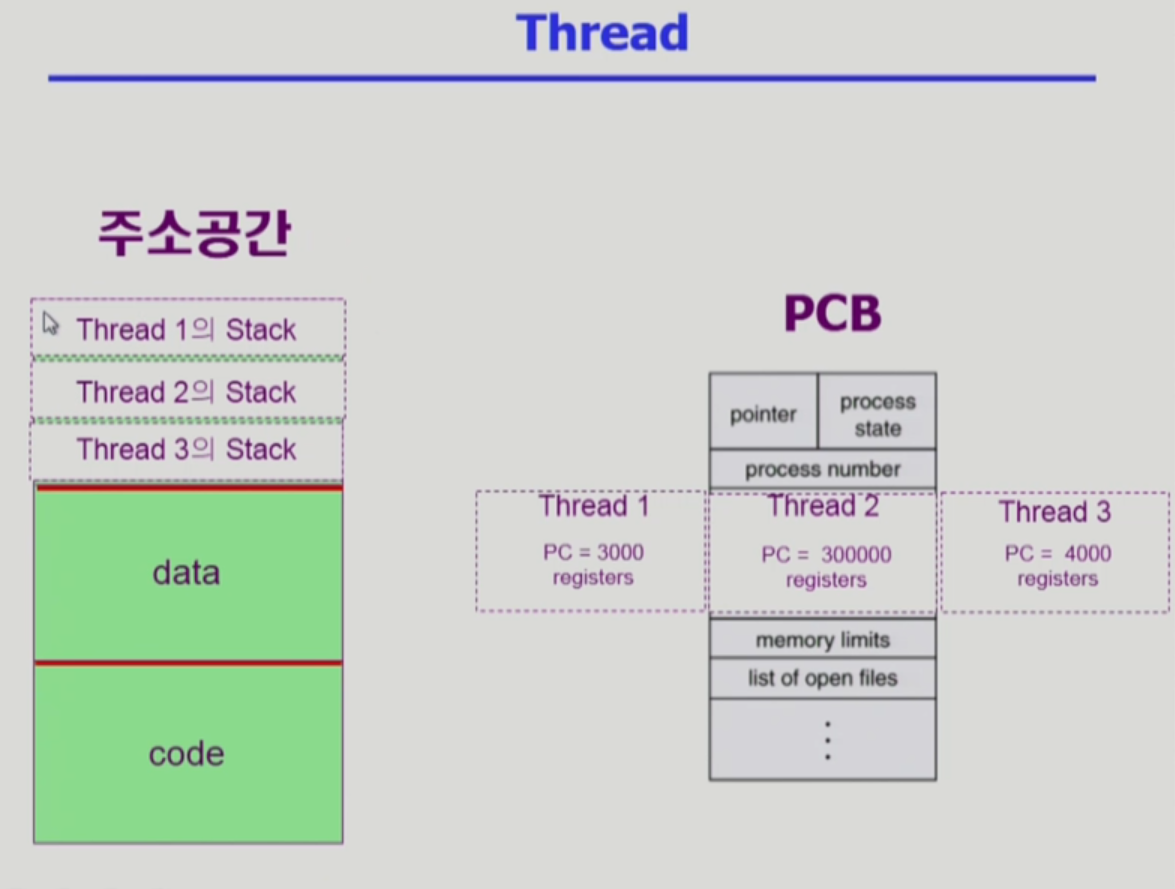 Thread
주소공간
Thread 1의 Stack
Thread 2의 Stack
Thread 3의 Stack
data
code
PCB
pointer
process
state
process number
Thread 1
PC = 3000
registers
Thread 2
PC = 300000
registers
Thread 3
PC = 4000
registers
memory limits
list of open files